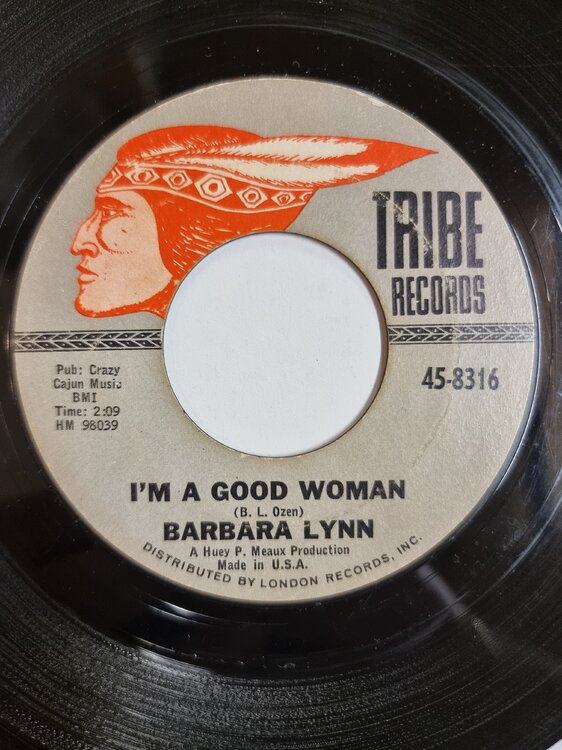 TRIBE
RECORDS
Pub: Crazy
Cajun Music
BMI
Time: 2:09
HM 98039
45-8316
I'M A GOOD WOMAN
(B. L. Ozen)
BARBARA LYNN
A Huey P. Meaux Production
Made in U.S.A.
DISTRIBUTED BY LONDON RECORDS, INC.